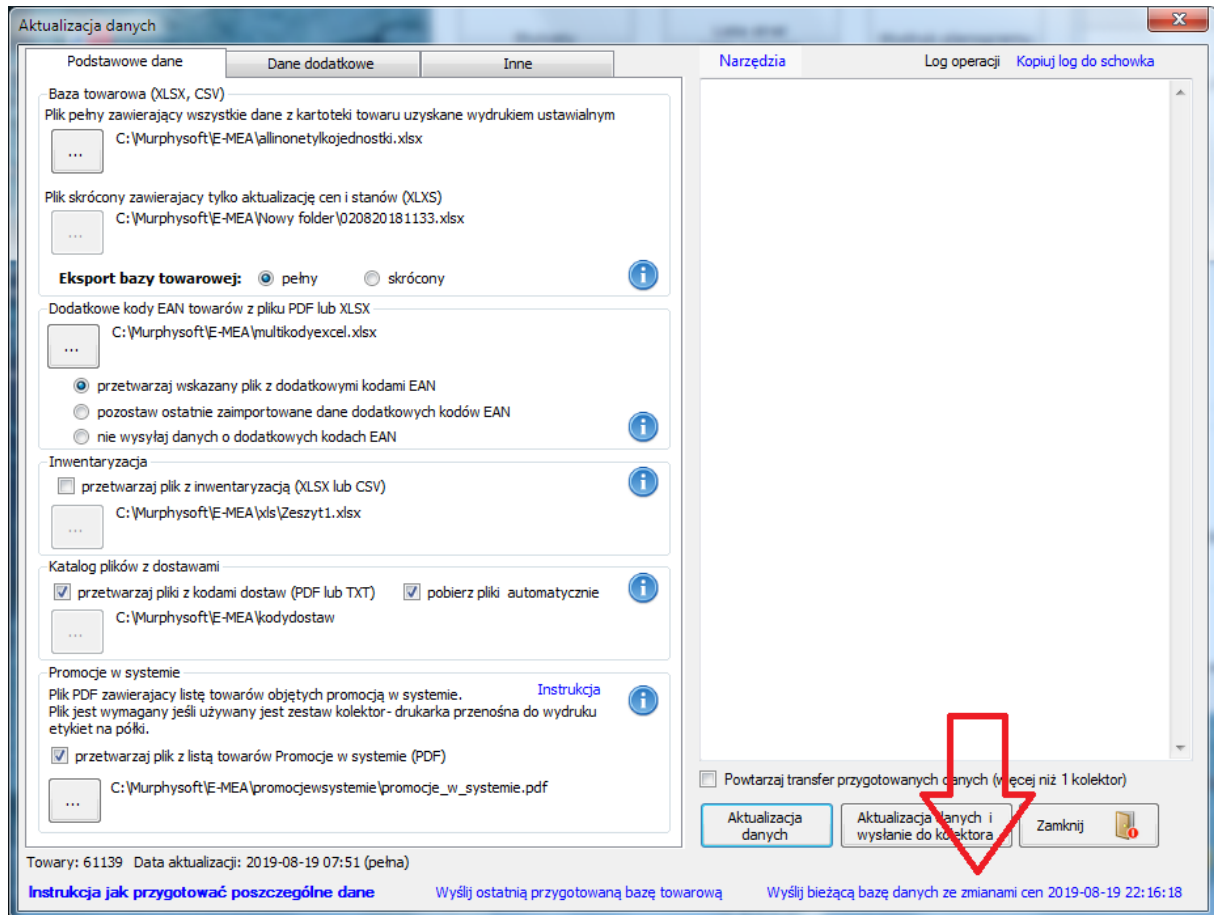 Aktualizacja danych
Podstawowe dane
Dane dodatkowe
Inne
Narzędzia
Log operacji
Kopiuj log do schowka
Baza towarowa (XLSX, CSV)
Plik pełny zawierający wszystkie dane z kartoteki towaru uzyskane wydrukiem ustawialnym
...
C:\Murphysoft\E-MEA\allinonetylkojednostki.xlsx
Plik skrócony zawierajacy tylko aktualizację cen i stanów (XLXS)
...
C:\Murphysoft\E-MEA\Nowy folder\020820181133.xlsx
Eksport bazy towarowej: pełny skrócony
Dodatkowe kody EAN towarów z pliku PDF lub XLSX
...
C:\Murphysoft\E-MEA\multikodyexcel.xlsx
przetwarzaj wskazany plik z dodatkowymi kodami EAN
pozostaw ostatnie zaimportowane dane dodatkowych kodów EAN
nie wysyłaj danych o dodatkowych kodach EAN
Inwentaryzacja
przetwarzaj plik z inwentaryzacją (XLSX lub CSV)
...
C:\Murphysoft\E-MEA\xls\Zeszyt1.xlsx
Katalog plików z dostawami
przetwarzaj pliki z kodami dostaw (PDF lub TXT)
pobierz pliki automatycznie
...
C:\Murphysoft\E-MEA\kodydostaw
Promocje w systemie
Plik PDF zawierajacy listę towarów objętych promocją w systemie.
Instrukcja
Plik jest wymagany jeśli używany jest zestaw kolektor- drukarka przenośna do wydruku
etykiet na półki.
przetwarzaj plik z listą towarów Promocje w systemie (PDF)
...
C:\Murphysoft\E-MEA\promocjewsystemie\promocje_w_systemie.pdf
Powtarzaj transfer przygotowanych danych (więcej niż 1 kolektor)
Aktualizacja
danych
Aktualizacja danych i
wysłanie do kolektora
Zamknij
Towary: 61139 Data aktualizacji: 2019-08-19 07:51 (pełna)
Instrukcja jak przygotować poszczególne dane
Wyślij ostatnią przygotowaną bazę towarową
Wyślij bieżącą bazę danych ze zmianami cen 2019-08-19 22:16:18